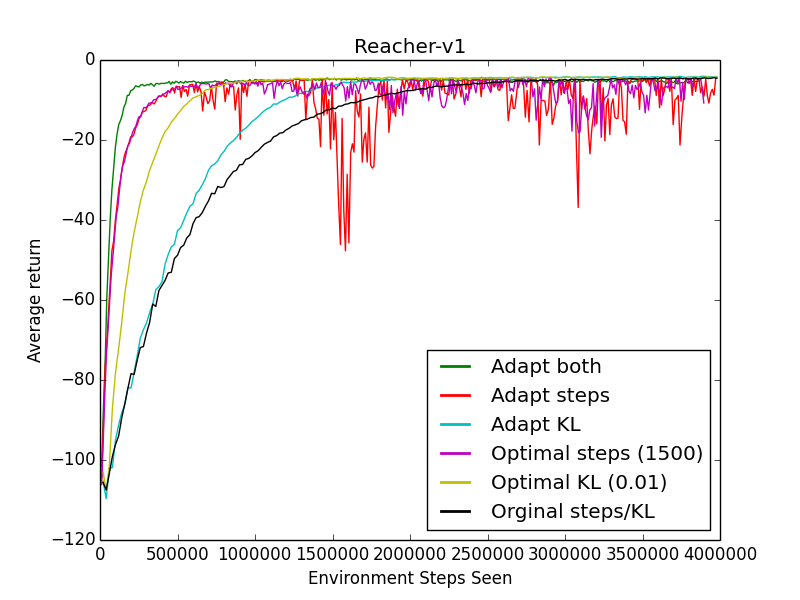 Reacher-v1
0
−20
−40
−60
−80
−100
−120
Average return
Adapt both
Adapt steps
Adapt KL
Optimal steps (1500)
Optimal KL (0.01)
Orginal steps/KL
0 500000 1000000 1500000 2000000 2500000 3000000 3500000 4000000
Environment Steps Seen